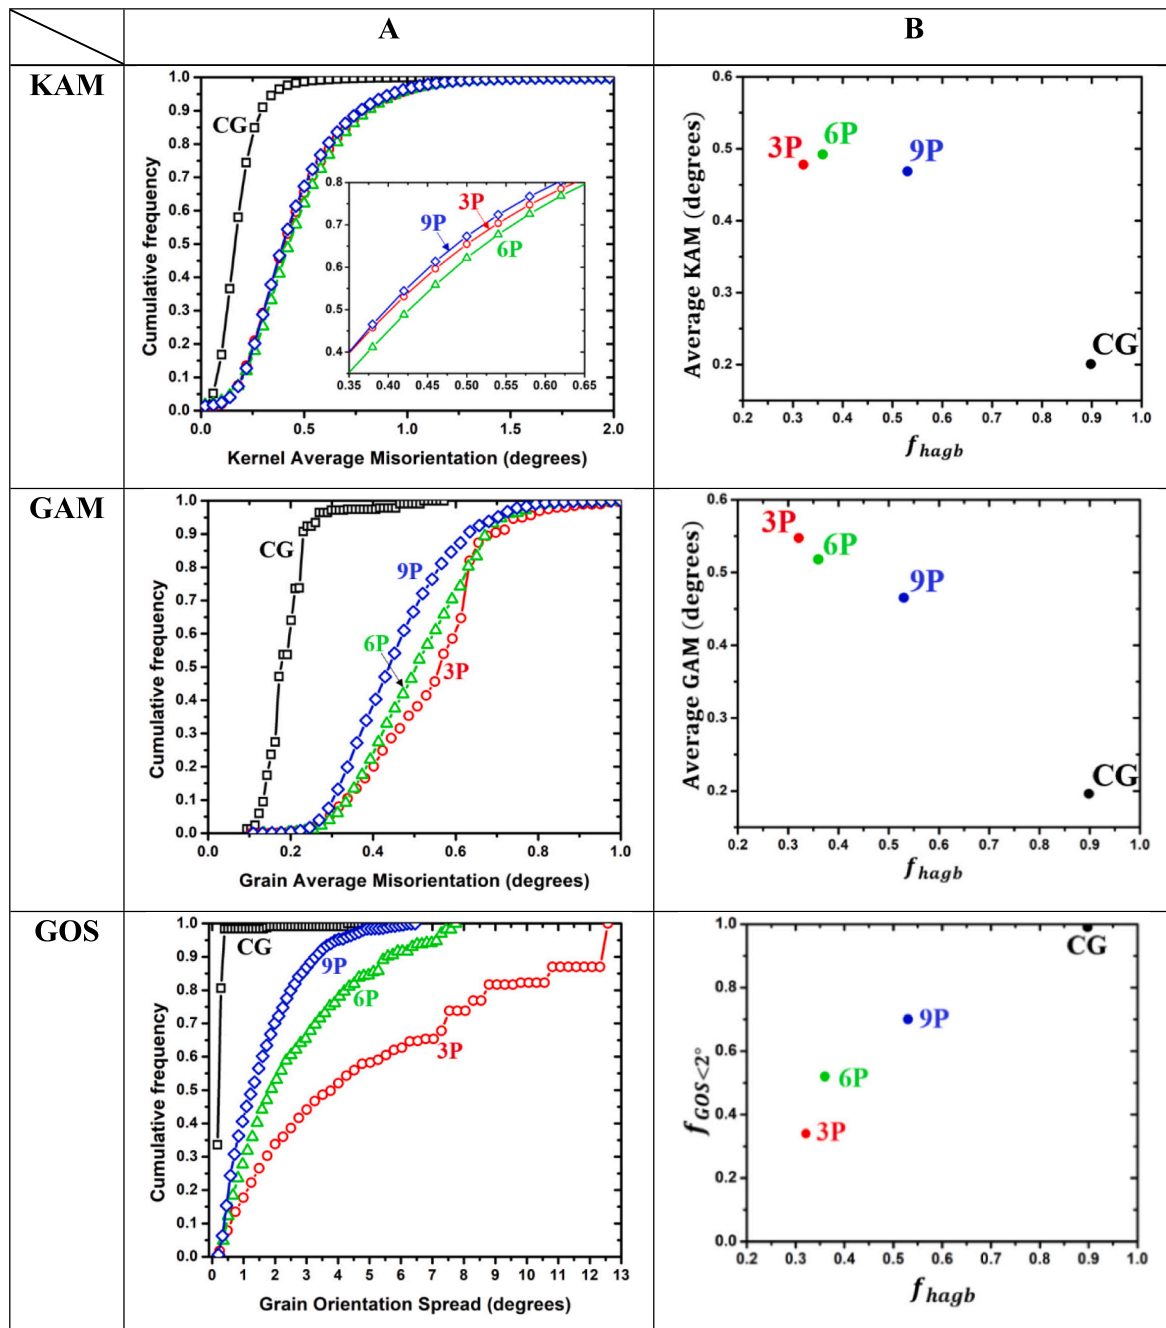 A
B
KAM
1.0
0.9
0.8
0.7
0.6
0.5
0.4
0.3
0.2
0.1
0.0
Cumulative frequency
CG
0.8
0.7
0.6
0.5
0.4
3P
9P
6P
0.35
0.40
0.45
0.50
0.55
0.60
0.65
0.0
0.5
1.0
1.5
2.0
Kernel Average Misorientation (degrees)
0.6
0.5
0.4
0.3
0.2
Average KAM (degrees)
3P
6P
9P
CG
0.2
0.3
0.4
0.5
0.6
0.7
0.8
0.9
1.0
f hagb
GAM
1.0
0.9
0.8
0.7
0.6
0.5
0.4
0.3
0.2
0.1
0.0
Cumulative frequency
CG
9P
6P
3P
0.0
0.2
0.4
0.6
0.8
1.0
Grain Average Misorientation (degrees)
0.6
0.5
0.4
0.3
0.2
Average GAM (degrees)
3P
6P
9P
CG
0.2
0.3
0.4
0.5
0.6
0.7
0.8
0.9
1.0
f hagb
GOS
1.0
0.9
0.8
0.7
0.6
0.5
0.4
0.3
0.2
0.1
0.0
Cumulative frequency
CG
9P
6P
3P
0 1 2 3 4 5 6 7 8 9 10 11 12 13
Grain Orientation Spread (degrees)
1.0
0.8
0.6
0.4
0.2
0.0
f GOS<2°
CG
9P
6P
3P
0.2
0.3
0.4
0.5
0.6
0.7
0.8
0.9
1.0
f hagb